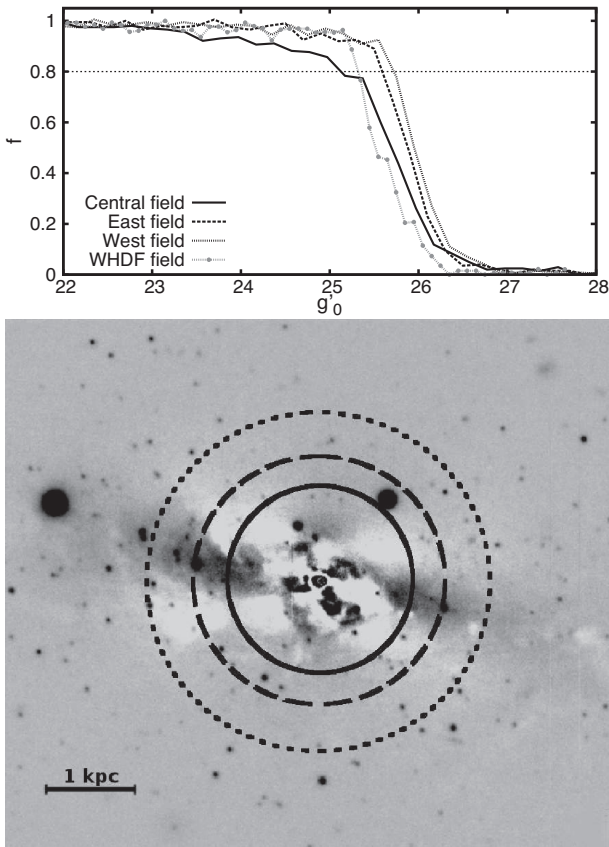 1
0.8
0.6
f
0.4
0.2
0
Central field
East field
West field
WHDF field
22 23 24 25 26 27 28
g'0
1 kpc